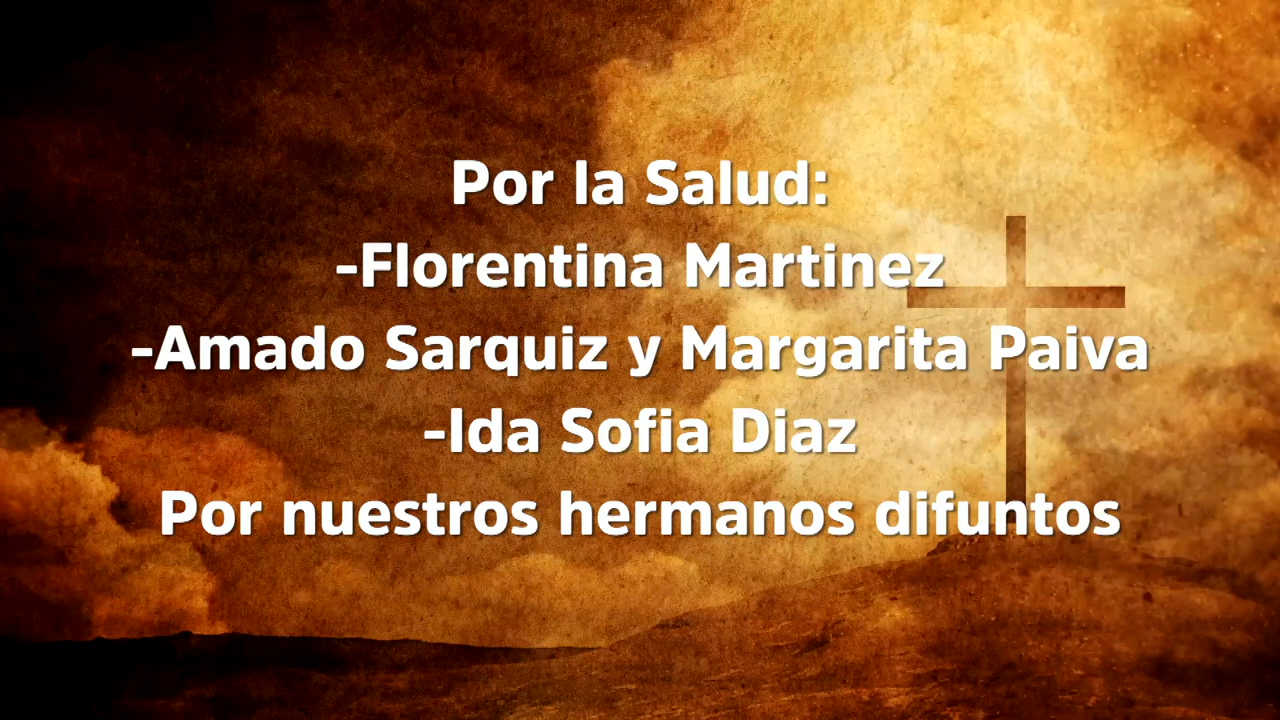 Por la Salud:
-Florentina Martinez
-Amado Sarquiz y Margarita Paiva
-Ida Sofia Diaz
Por nuestros hermanos difuntos